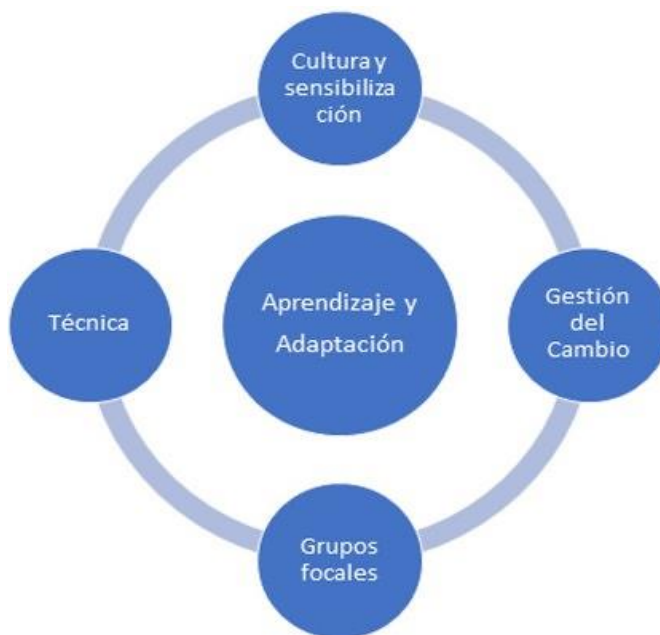 Cultura y
sensibiliza
ción
Técnica
Aprendizaje y
Adaptación
Gestión
del
Cambio
Grupos
focales